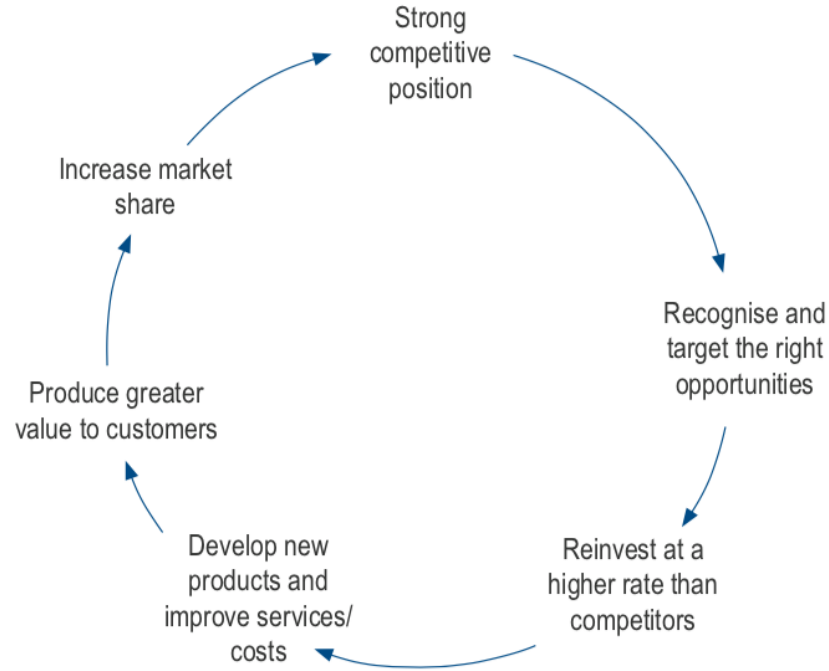 Strong
competitive
position
Recognise and
target the right
opportunities
Reinvest at a
higher rate than
competitors
Develop new
products and
improve services/
costs
Produce greater
value to customers
Increase market
share